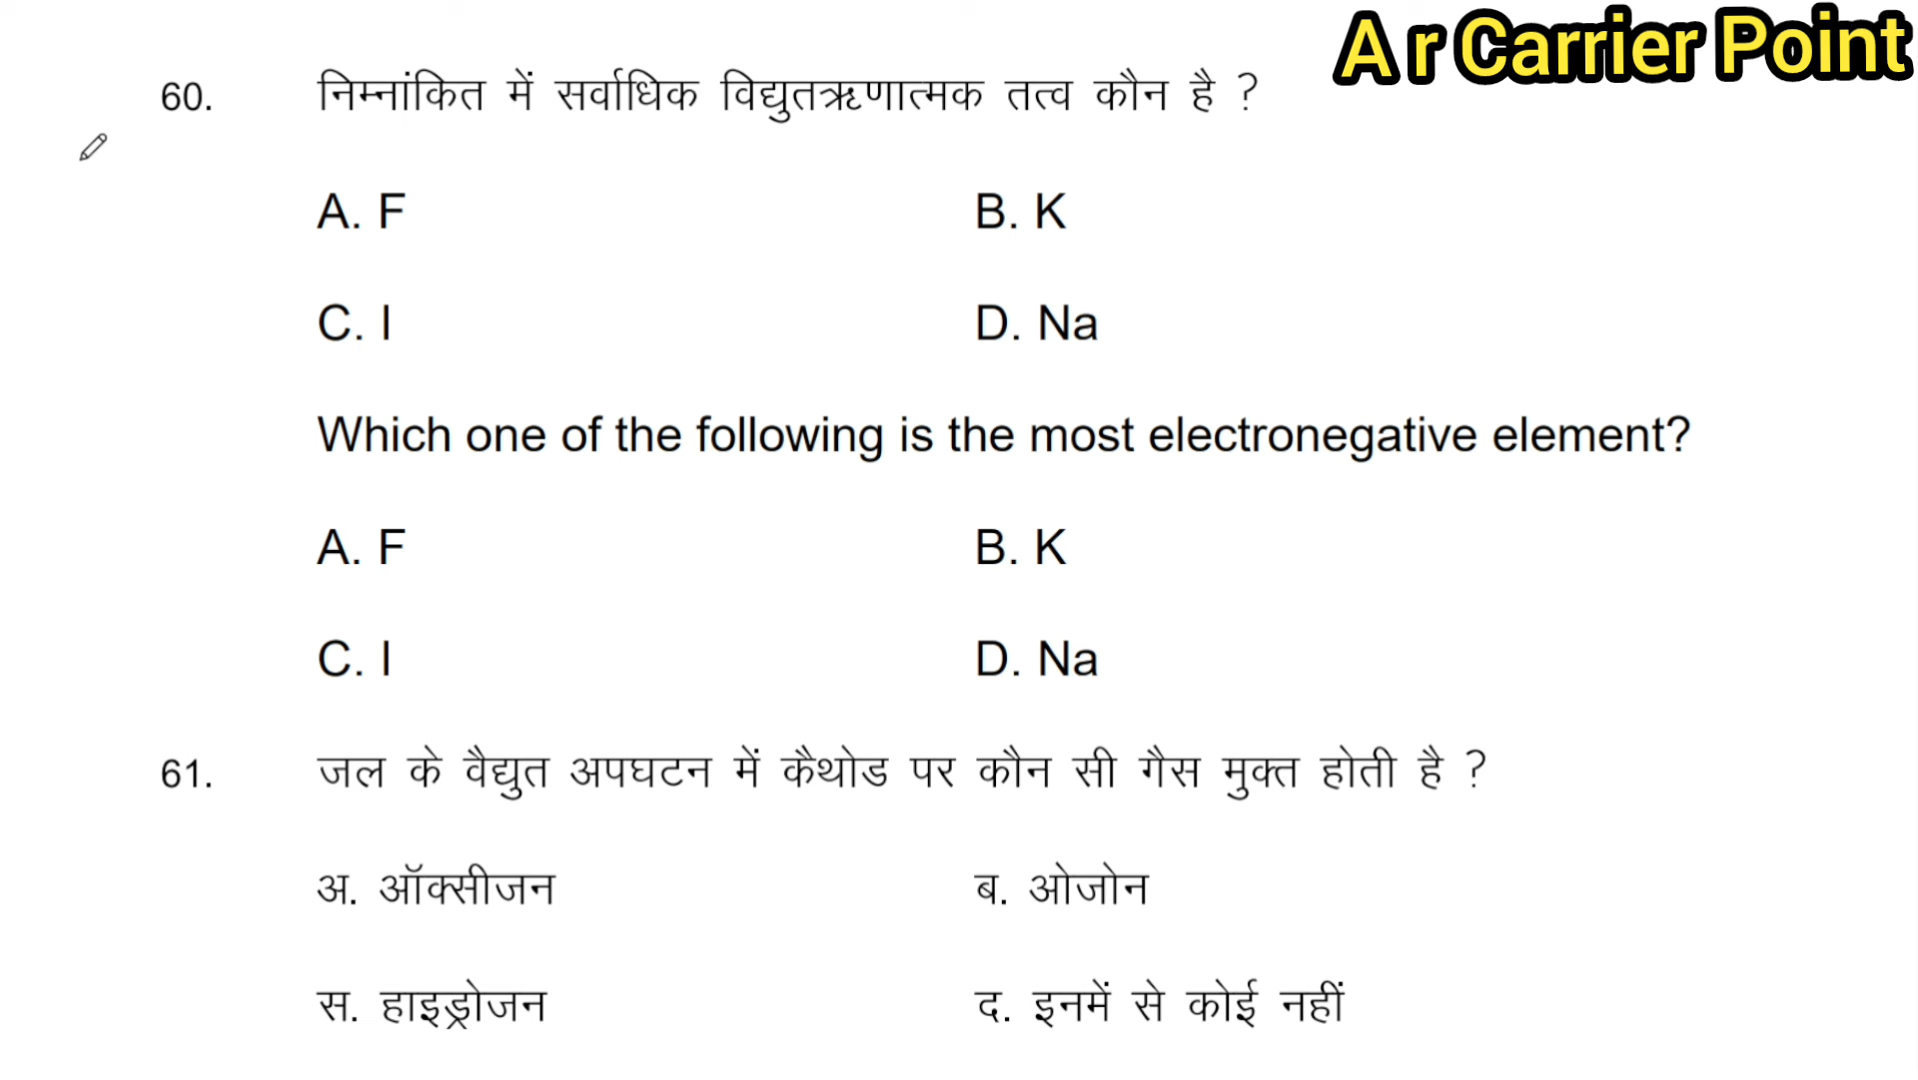 A r Carrier Point
60. निम्नांकित में सर्वाधिक विद्युतऋणात्मक तत्व कौन है ?
A. F B. K
C. I D. Na
Which one of the following is the most electronegative element?
A. F B. K
C. I D. Na
61. जल के वैद्युत अपघटन में कैथोड पर कौन सी गैस मुक्त होती है ?
अ. ऑक्सीजन ब. ओजोन
स. हाइड्रोजन द. इनमें से कोई नहीं